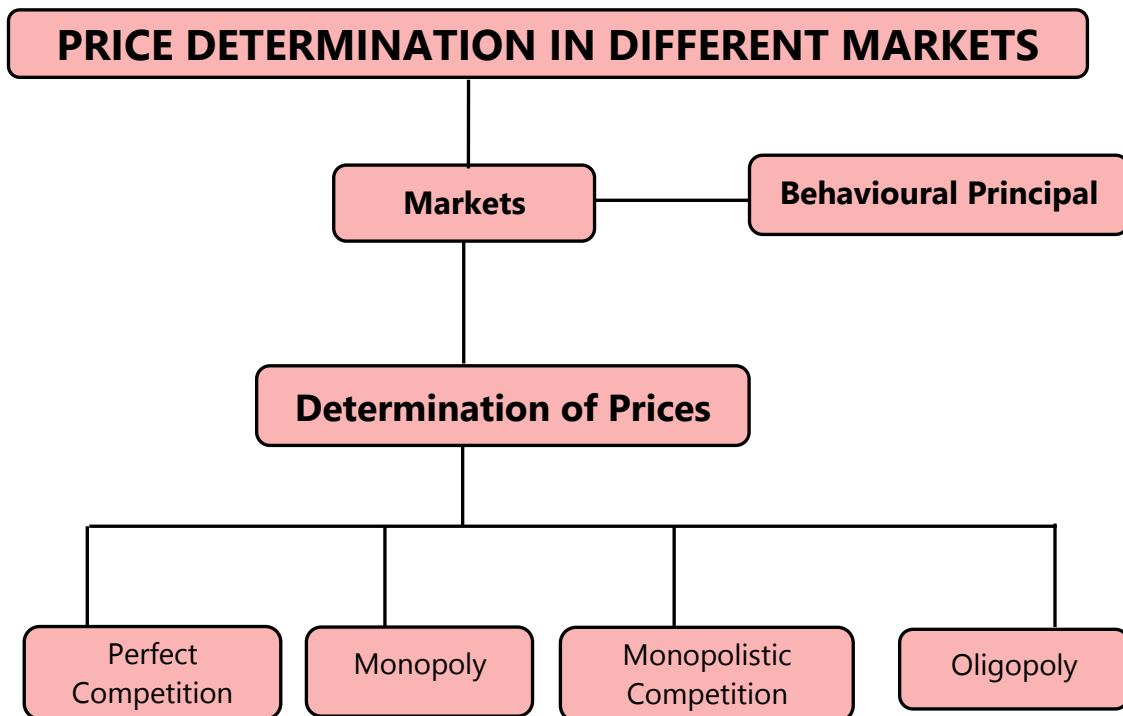 PRICE DETERMINATION IN DIFFERENT MARKETS
Markets
Behavioural Principal
Determination of Prices
Perfect
Competition
Monopoly
Monopolistic
Competition
Oligopoly